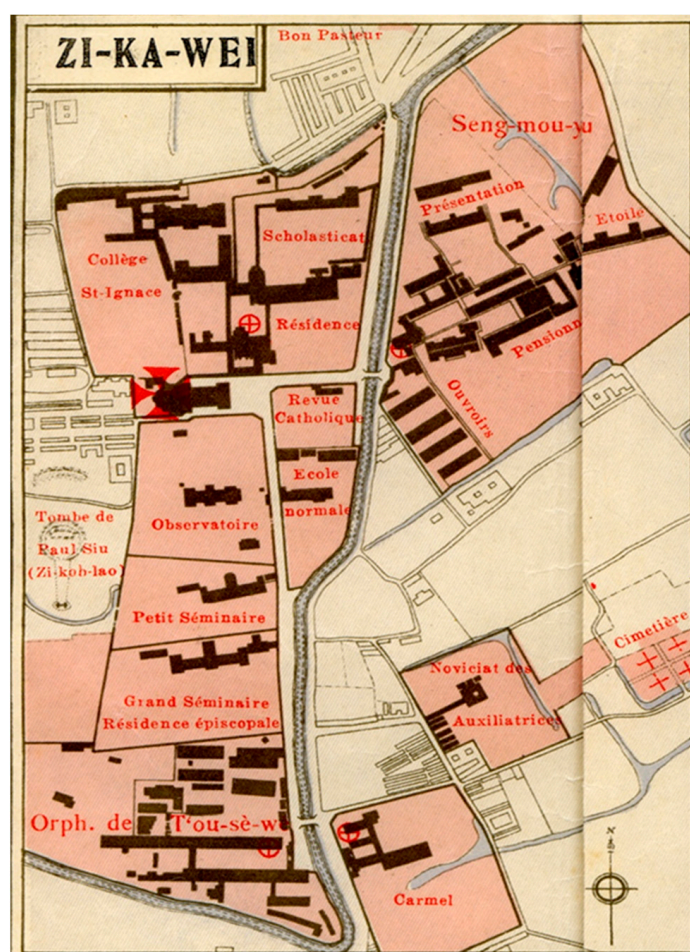 ZI-KA-WEI
Bon Pasteur
Seng-mou-yu
Présentation
Etoile
Scholasticat
Collège
St-Ignace
Résidence
Pensionn
Revue
Catholique
Ouvroirs
Ecole
normale
Observatoire
Tombe de
Paul Siu
(Zi-koh-lao)
Petit Séminaire
Cimetière
Noviciat des
Auxiliatrices
Grand Séminaire
Résidence épiscopale
Orph. de T'ou-sè-wè
Carmel
N